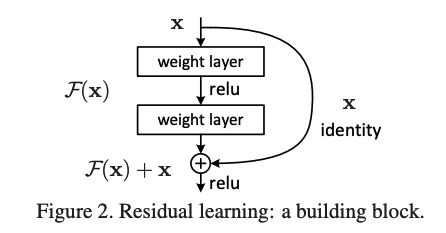 x
weight layer
F(x)
relu
x
weight layer
identity
F(x) + x
+
relu
Figure 2. Residual learning: a building block.